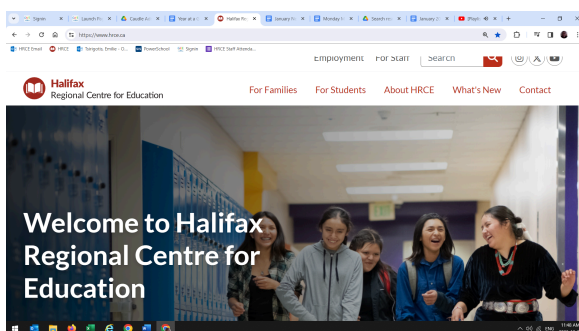 Signin
Launch Pa
Year at a G
Halifax Re
January
Monday
Search re
January 2
https://www.hrce.ca
HRCE Email
HRCE
PowerSchool
Signin
HRCE Staff Attenda...
Employment For Staff Search
Halifax
Regional Centre for Education
For Families For Students About HRCE What's New Contact
Welcome to Halifax
Regional Centre for
Education
ENG 11:40 AM